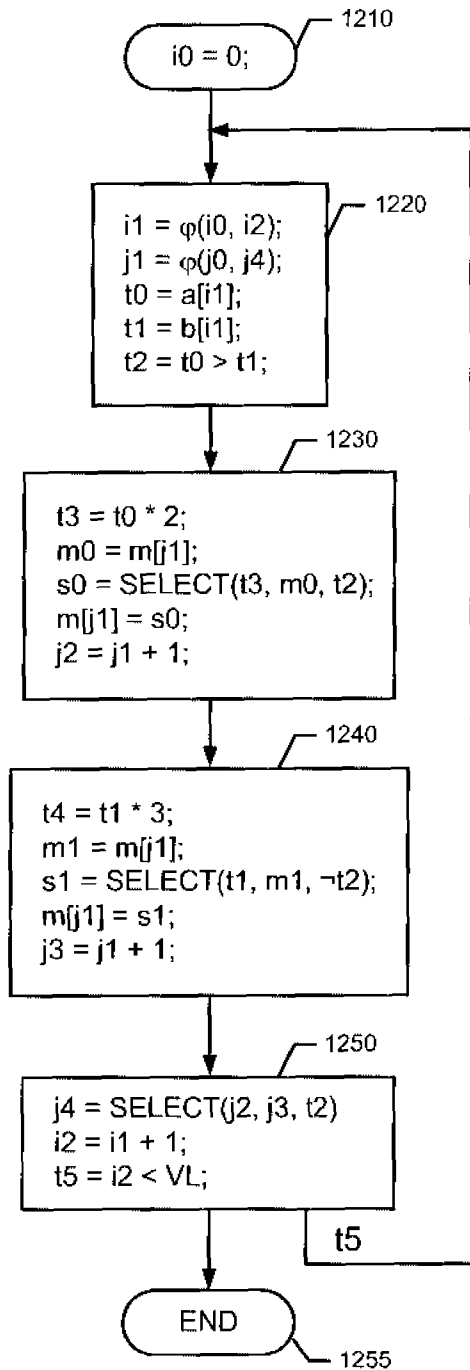 1210
i0 = 0;
1220
i1 = φ(i0, i2);
j1 = φ(j0, j4);
t0 = a[i1];
t1 = b[i1];
t2 = t0 > t1;
1230
t3 = t0 * 2;
m0 = m[j1];
s0 = SELECT(t3, m0, t2);
m[j1] = s0;
j2 = j1 + 1;
1240
t4 = t1 * 3;
m1 = m[j1];
s1 = SELECT(t1, m1, ¬t2);
m[j1] = s1;
j3 = j1 + 1;
1250
j4 = SELECT(j2, j3, t2)
i2 = i1 + 1;
t5 = i2 < VL;
t5
END
1255